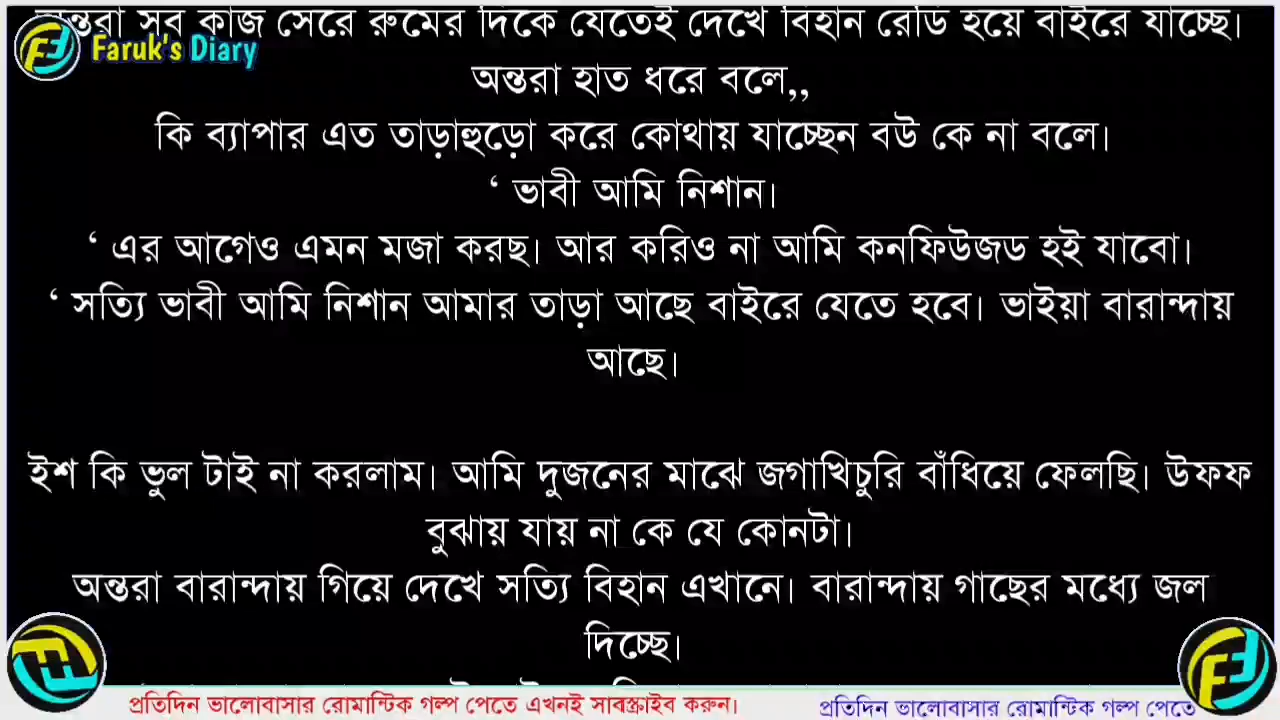 অন্তরা সব কাজ সেরে রুমের দিকে যেতেই দেখে বিহান রেডি হয়ে বাইরে যাচ্ছে।
Faruk's Diary
অন্তরা হাত ধরে বলে,,
কি ব্যাপার এত তাড়াহুড়ো করে কোথায় যাচ্ছেন বউ কে না বলে।
‘ ভাবী আমি নিশান।
‘ এর আগেও এমন মজা করছ। আর করিও না আমি কনফিউজড হই যাবো।
‘ সত্যি ভাবী আমি নিশান আমার তাড়া আছে বাইরে যেতে হবে। ভাইয়া বারান্দায়
আছে।
ইশ কি ভুল টাই না করলাম। আমি দুজনের মাঝে জগাখিচুরি বাঁধিয়ে ফেলছি। উফফ
বুঝায় যায় না কে যে কোনটা।
অন্তরা বারান্দায় গিয়ে দেখে সত্যি বিহান এখানে। বারান্দায় গাছের মধ্যে জল
দিচ্ছে।
প্রতিদিন ভালোবাসার রোমান্টিক গল্প পেতে এখনই সাবস্ক্রাইব করুন।
প্রতিদিন ভালোবাসার রোমান্টিক গল্প পেতে